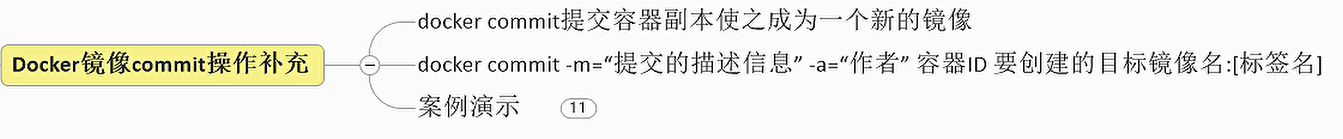 docker commit提交容器副本使之成为一个新的镜像
Docker镜像commit操作补充
docker commit -m=“提交的描述信息” -a=“作者” 容器ID 要创建的目标镜像名:[标签名]
案例演示 11